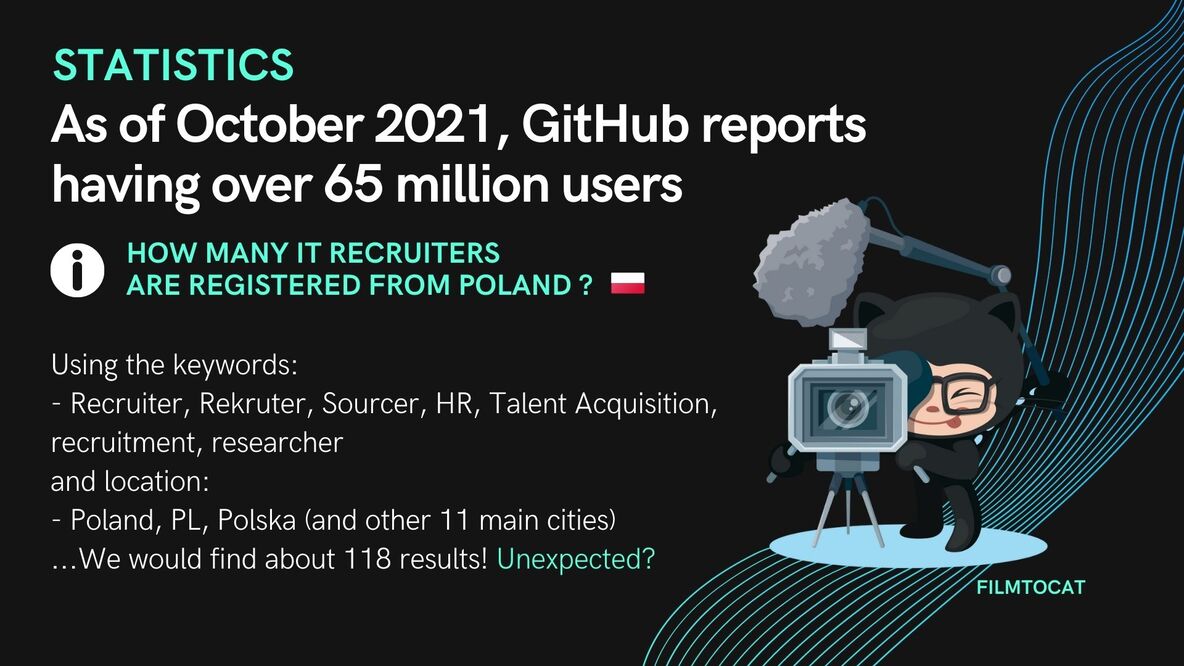 STATISTICS
As of October 2021, GitHub reports
having over 65 million users
HOW MANY IT RECRUITERS
ARE REGISTERED FROM POLAND ?
Using the keywords:
- Recruiter, Rekruter, Sourcer, HR, Talent Acquisition,
recruitment, researcher
and location:
- Poland, PL, Polska (and other 11 main cities)
...We would find about 118 results! Unexpected?
FILMTOCAT